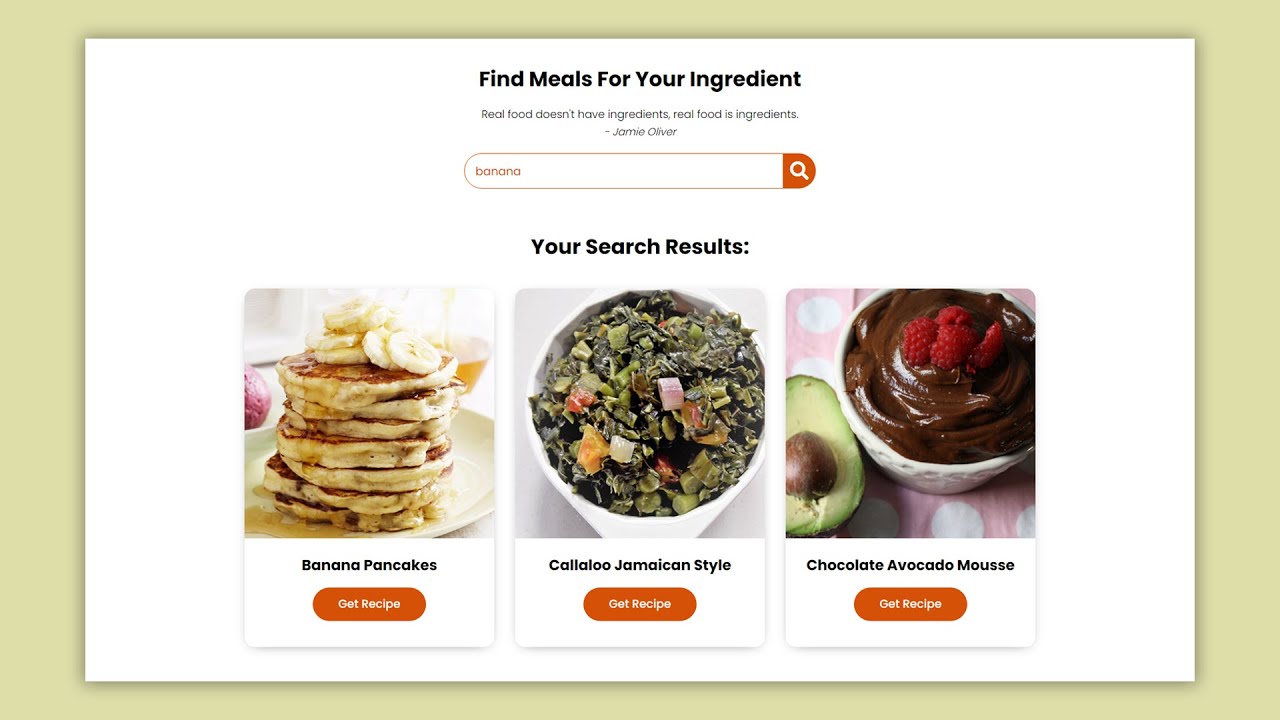 Find Meals For Your Ingredient
Real food doesn't have ingredients, real food is ingredients.
- Jamie Oliver
banana
Your Search Results:
Banana Pancakes
Get Recipe
Callaloo Jamaican Style
Get Recipe
Chocolate Avocado Mousse
Get Recipe